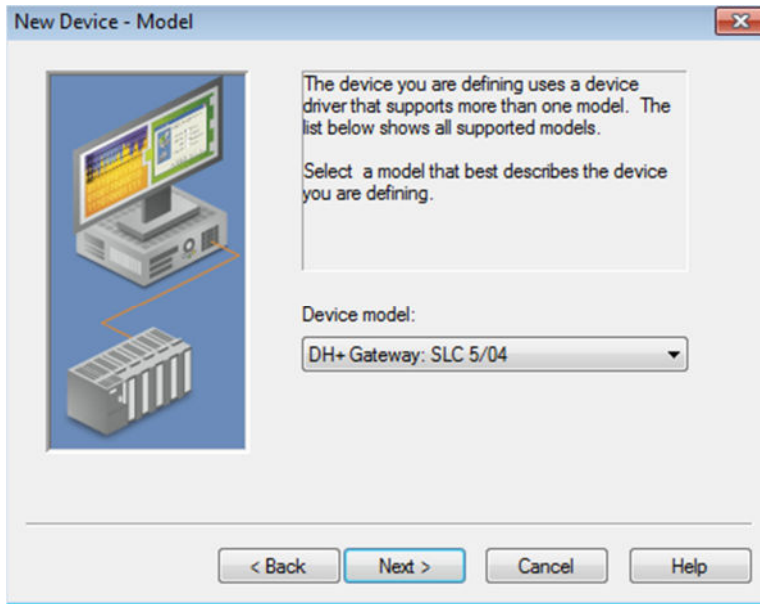 New Device - Model
The device you are defining uses a device
driver that supports more than one model.  The
list below shows all supported models.
Select  a model that best describes the device
you are defining.
Device model:
DH+ Gateway: SLC 5/04
< Back
Next >
Cancel
Help